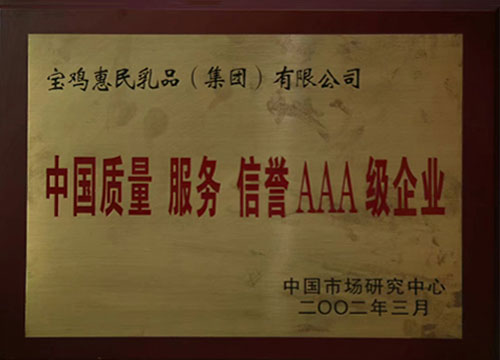 宝鸡惠民乳品（集团）有限公司
中国质量 服务 信誉AAA级企业
中国市场研究中心
二〇〇二年三月